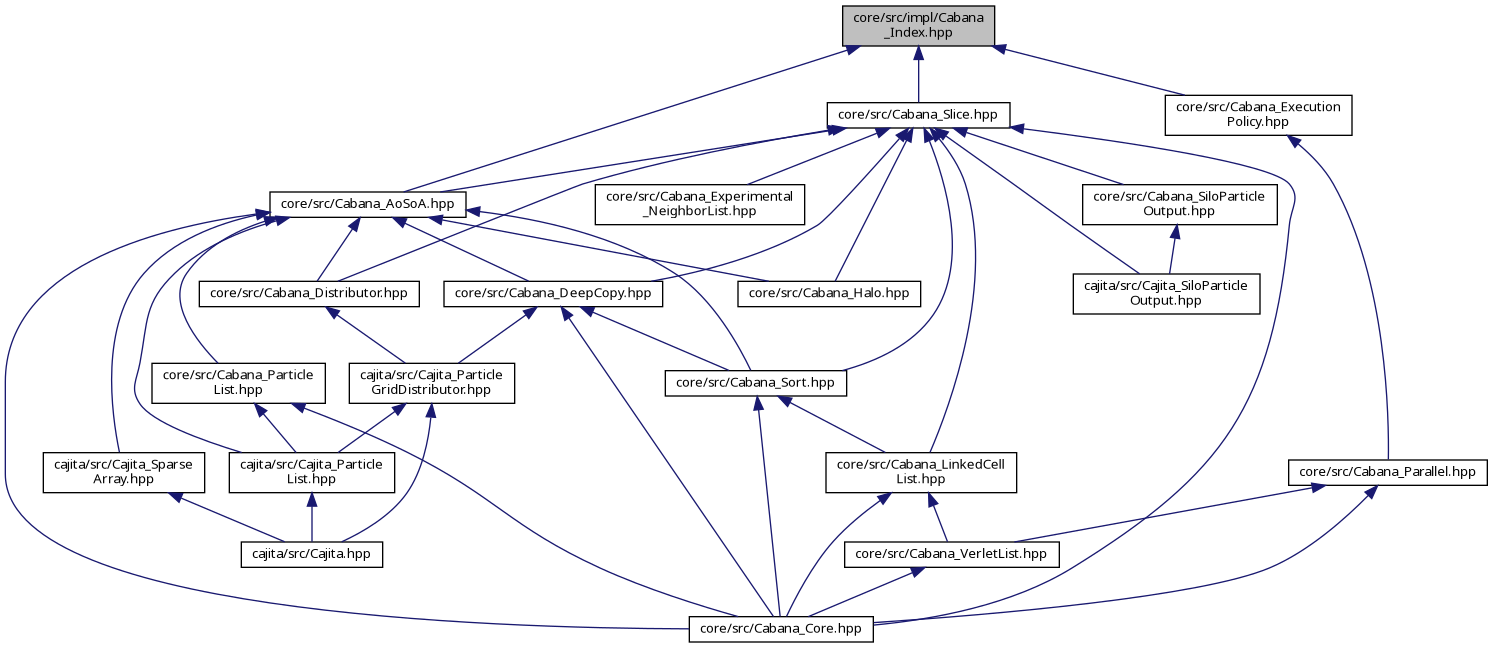 core/src/impl/Cabana
_Index.hpp
core/src/Cabana_Slice.hpp
core/src/Cabana_Execution
Policy.hpp
core/src/Cabana_AoSoA.hpp
core/src/Cabana_Experimental
_NeighborList.hpp
core/src/Cabana_SiloParticle
Output.hpp
core/src/Cabana_Distributor.hpp
core/src/Cabana_DeepCopy.hpp
core/src/Cabana_Halo.hpp
cajita/src/Cajita_SiloParticle
Output.hpp
core/src/Cabana_Particle
List.hpp
cajita/src/Cajita_Particle
GridDistributor.hpp
core/src/Cabana_Sort.hpp
cajita/src/Cajita_Sparse
Array.hpp
cajita/src/Cajita_Particle
List.hpp
core/src/Cabana_LinkedCell
List.hpp
core/src/Cabana_Parallel.hpp
cajita/src/Cajita.hpp
core/src/Cabana_VerletList.hpp
core/src/Cabana_Core.hpp